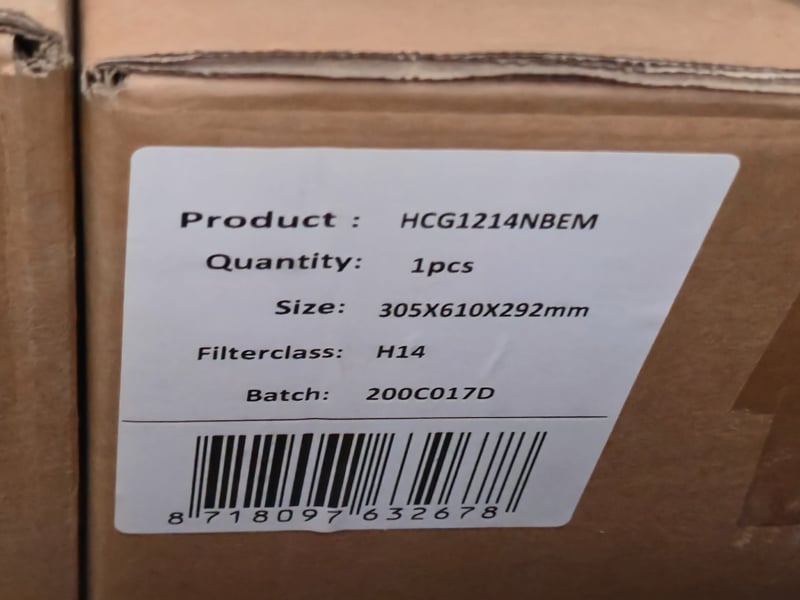 Product : HCG1214NBEM
Quantity: 1pcs
Size: 305X610X292mm
Filterclass: H14
Batch: 200C017D
8 718097 632678